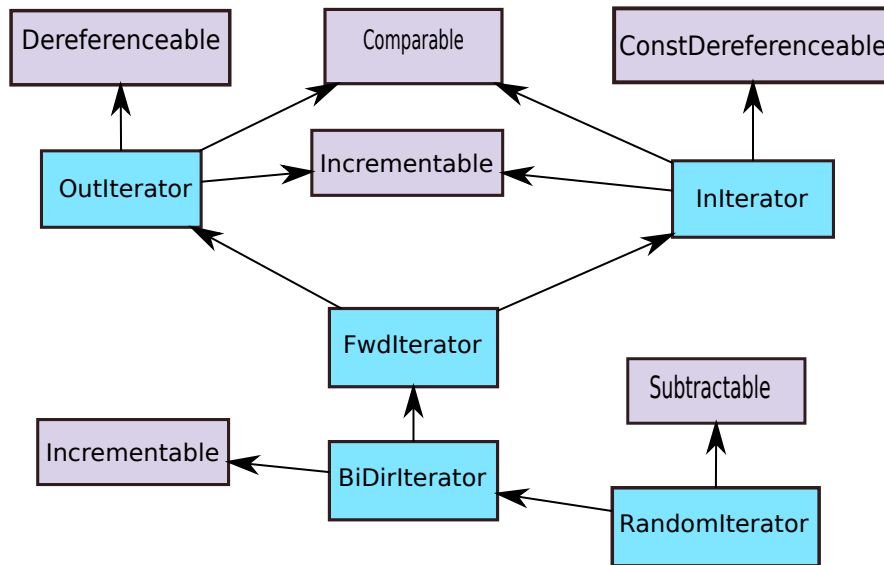 Dereferenceable
Comparable
ConstDereferenceable
Incrementable
OutIterator
InIterator
FwdIterator
Subtractable
Incrementable
BiDirIterator
RandomIterator